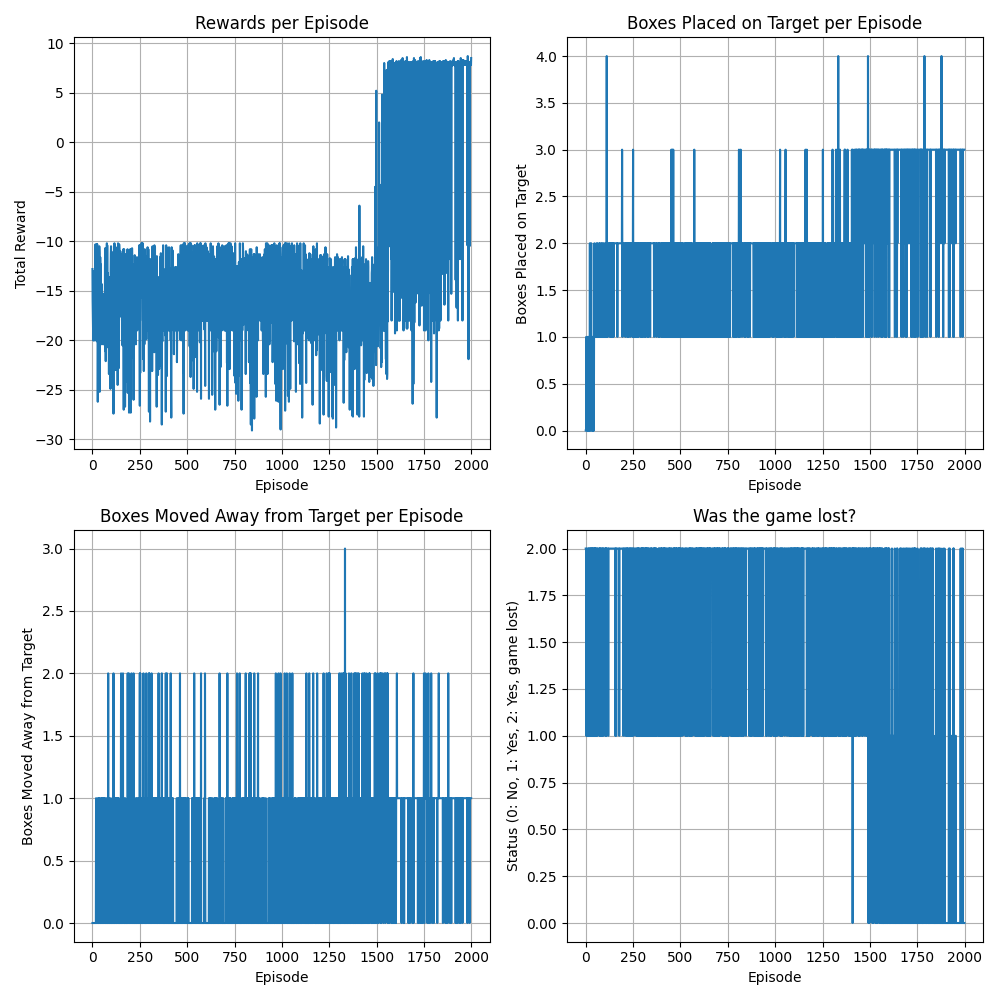 Rewards per Episode
10
5
0
−5
−10
−15
−20
−25
−30
Total Reward
0 250 500 750 1000 1250 1500 1750 2000
Episode
Boxes Placed on Target per Episode
4.0
3.5
3.0
2.5
2.0
1.5
1.0
0.5
0.0
Boxes Placed on Target
0 250 500 750 1000 1250 1500 1750 2000
Episode
Boxes Moved Away from Target per Episode
3.0
2.5
2.0
1.5
1.0
0.5
0.0
Boxes Moved Away from Target
0 250 500 750 1000 1250 1500 1750 2000
Episode
Was the game lost?
2.00
1.75
1.50
1.25
1.00
0.75
0.50
0.25
0.00
Status (0: No, 1: Yes, 2: Yes, game lost)
0 250 500 750 1000 1250 1500 1750 2000
Episode